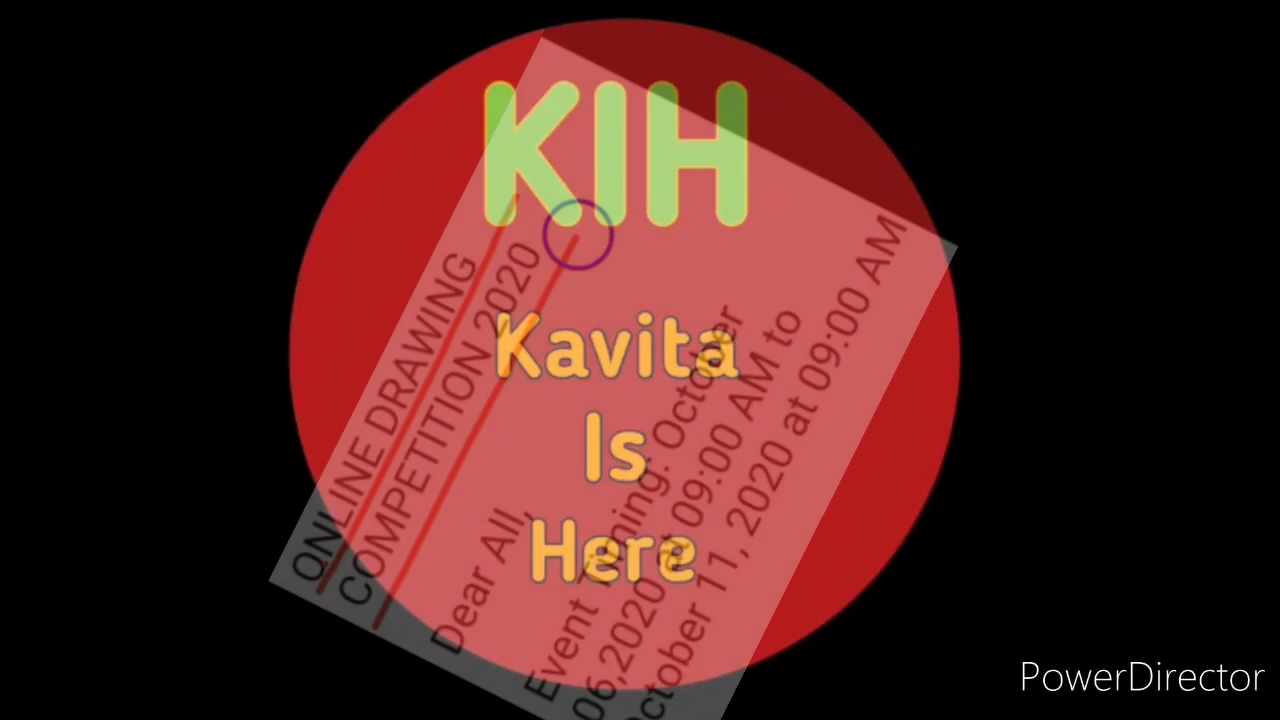 KIH
Kavita
Is
Here
ONLINE DRAWING
COMPETITION 2020
Dear All,
Event Timing: October
06,2020 at 09:00 AM to
October 11, 2020 at 09:00 AM
PowerDirector